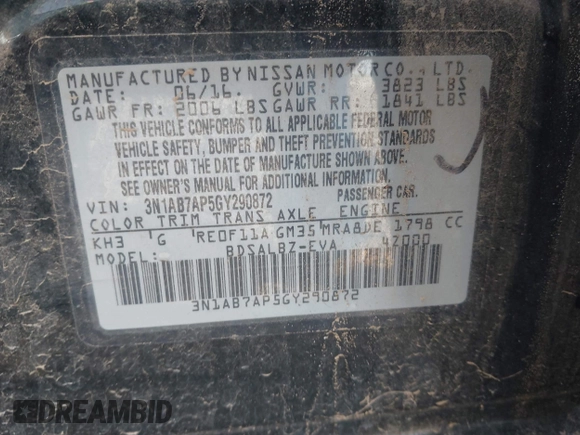 MANUFACTURED BY NISSAN MOTOR CO., LTD.
DATE: 06/16. GVWR: 3823 LBS
GAWR FR: 2006 LBS GAWR RR: 1841 LBS
THIS VEHICLE CONFORMS TO ALL APPLICABLE FEDERAL MOTOR
VEHICLE SAFETY, BUMPER AND THEFT PREVENTION STANDARDS
IN EFFECT ON THE DATE OF MANUFACTURE SHOWN ABOVE.
SEE OWNER'S MANUAL FOR ADDITIONAL INFORMATION.
VIN: 3N1AB7AP5GY290872 PASSENGER CAR.
COLOR TRIM TRANS AXLE ENGINE
KH3 'G 'RE0F11A GM35 MRA8DE 1798 CC
MODEL: BDSALBZ-EVA 42000
3N1AB7AP5GY290872
DREAMBID